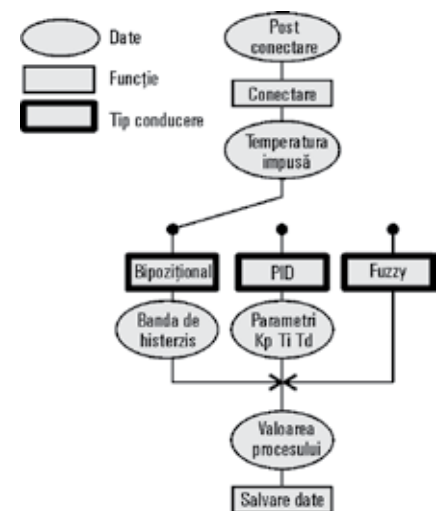 Date
Funcție
Tip conducere
Post
conectare
Conectare
Temperatura
impusă
Bipozițional
PID
Fuzzy
Banda de
histerzis
Parametri
Kp Ti Td
Valoarea
procesului
Salvare date